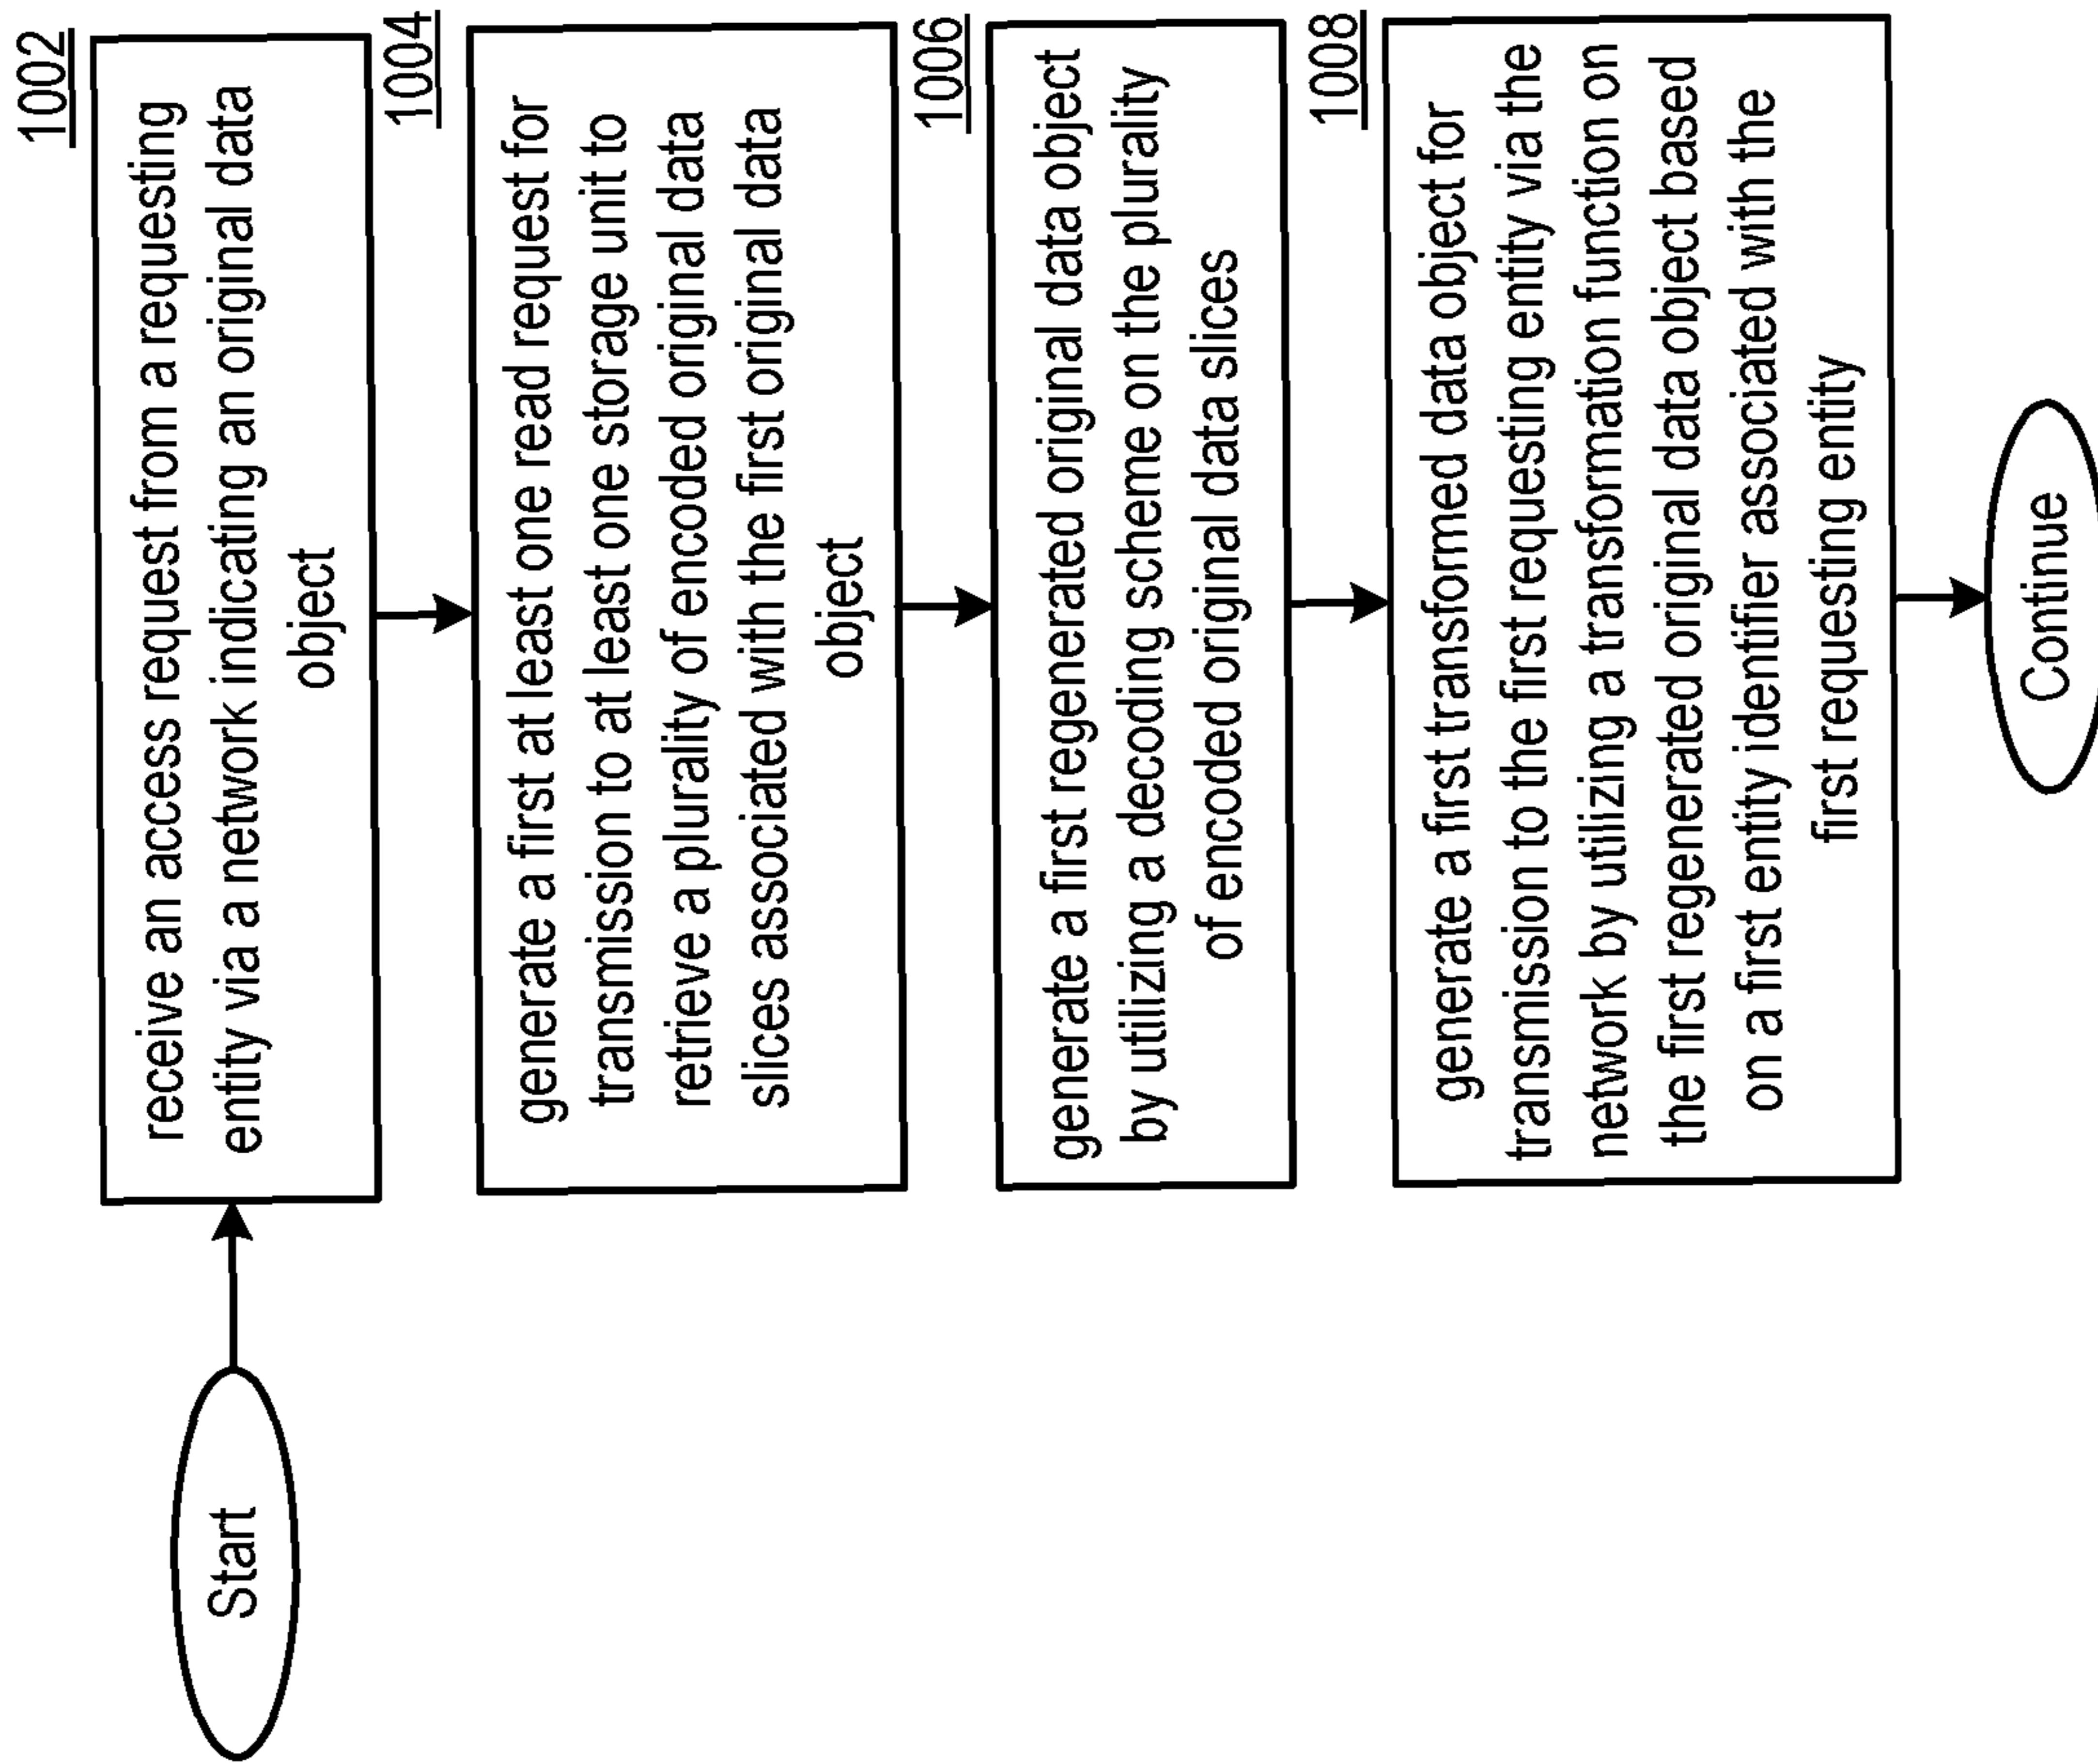 Start
1002
receive an access request from a requesting
entity via a network indicating an original data
object
1004
generate a first at least one read request for
transmission to at least one storage unit to
retrieve a plurality of encoded original data
slices associated with the first original data
object
1006
generate a first regenerated original data object
by utilizing a decoding scheme on the plurality
of encoded original data slices
1008
generate a first transformed data object for
transmission to the first requesting entity via the
network by utilizing a transformation function on
the first regenerated original data object based
on a first entity identifier associated with the
first requesting entity
Continue